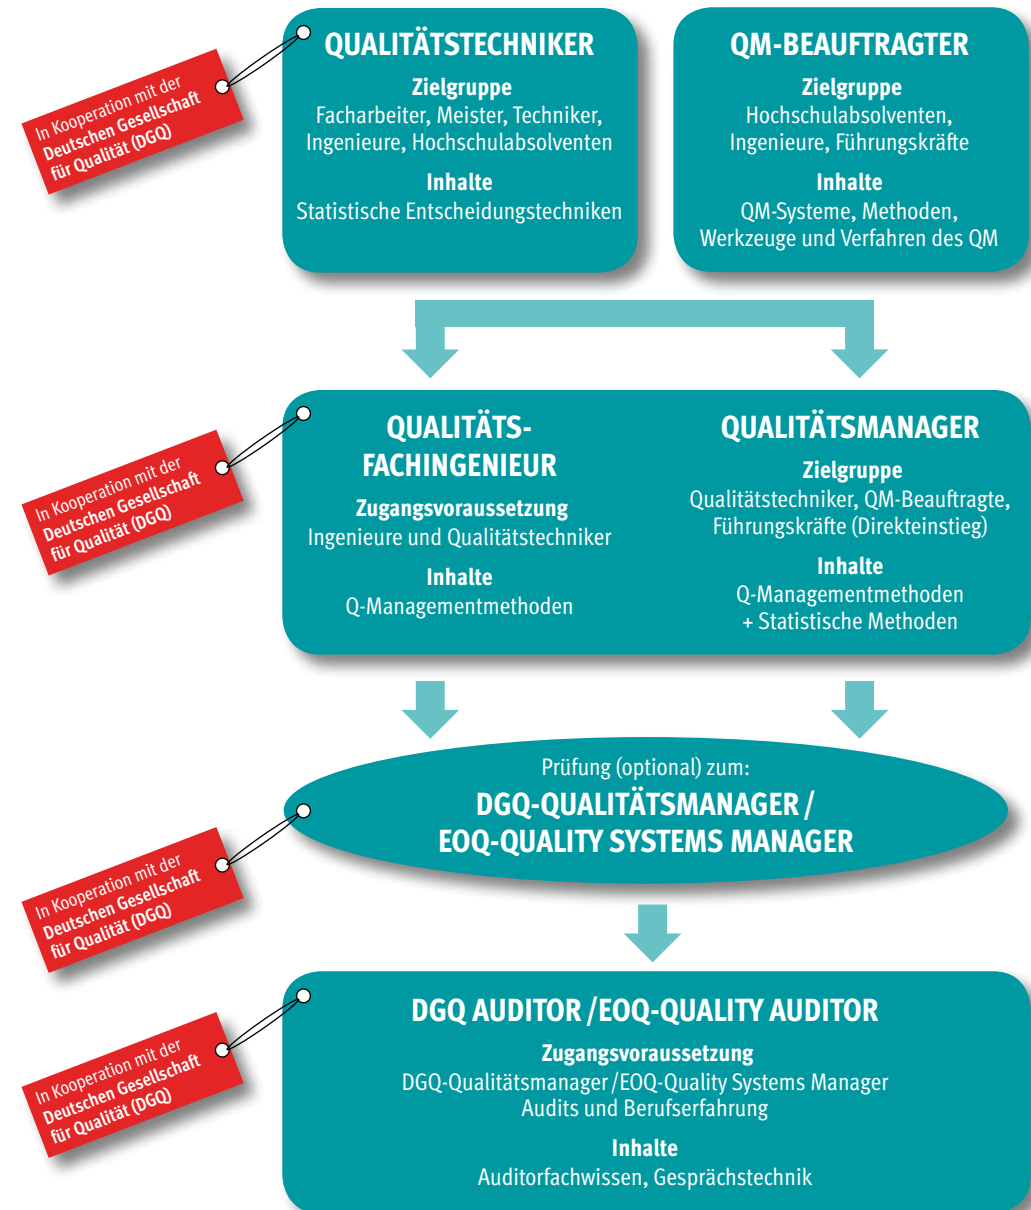 In Kooperation mit der
Deutschen Gesellschaft
für Qualität (DGQ)
QUALITÄTSTECHNIKER
Zielgruppe
Facharbeiter, Meister, Techniker,
Ingenieure, Hochschulabsolventen
Inhalte
Statistische Entscheidungstechniken
QM-BEAUFTRAGTER
Zielgruppe
Hochschulabsolventen,
Ingenieure, Führungskräfte
Inhalte
QM-Systeme, Methoden,
Werkzeuge und Verfahren des QM
In Kooperation mit der
Deutschen Gesellschaft
für Qualität (DGQ)
QUALITÄTS-
FACHINGENIEUR
Zugangsvoraussetzung
Ingenieure und Qualitätstechniker
Inhalte
Q-Managementmethoden
QUALITÄTSMANAGER
Zielgruppe
Qualitätstechniker, QM-Beauftragte,
Führungskräfte (Direkteinstieg)
Inhalte
Q-Managementmethoden
+ Statistische Methoden
In Kooperation mit der
Deutschen Gesellschaft
für Qualität (DGQ)
Prüfung (optional) zum:
DGQ-QUALITÄTSMANAGER /
EOQ-QUALITY SYSTEMS MANAGER
In Kooperation mit der
Deutschen Gesellschaft
für Qualität (DGQ)
DGQ AUDITOR / EOQ-QUALITY AUDITOR
Zugangsvoraussetzung
DGQ-Qualitätsmanager / EOQ-Quality Systems Manager
Audits und Berufserfahrung
Inhalte
Auditorfachwissen, Gesprächstechnik